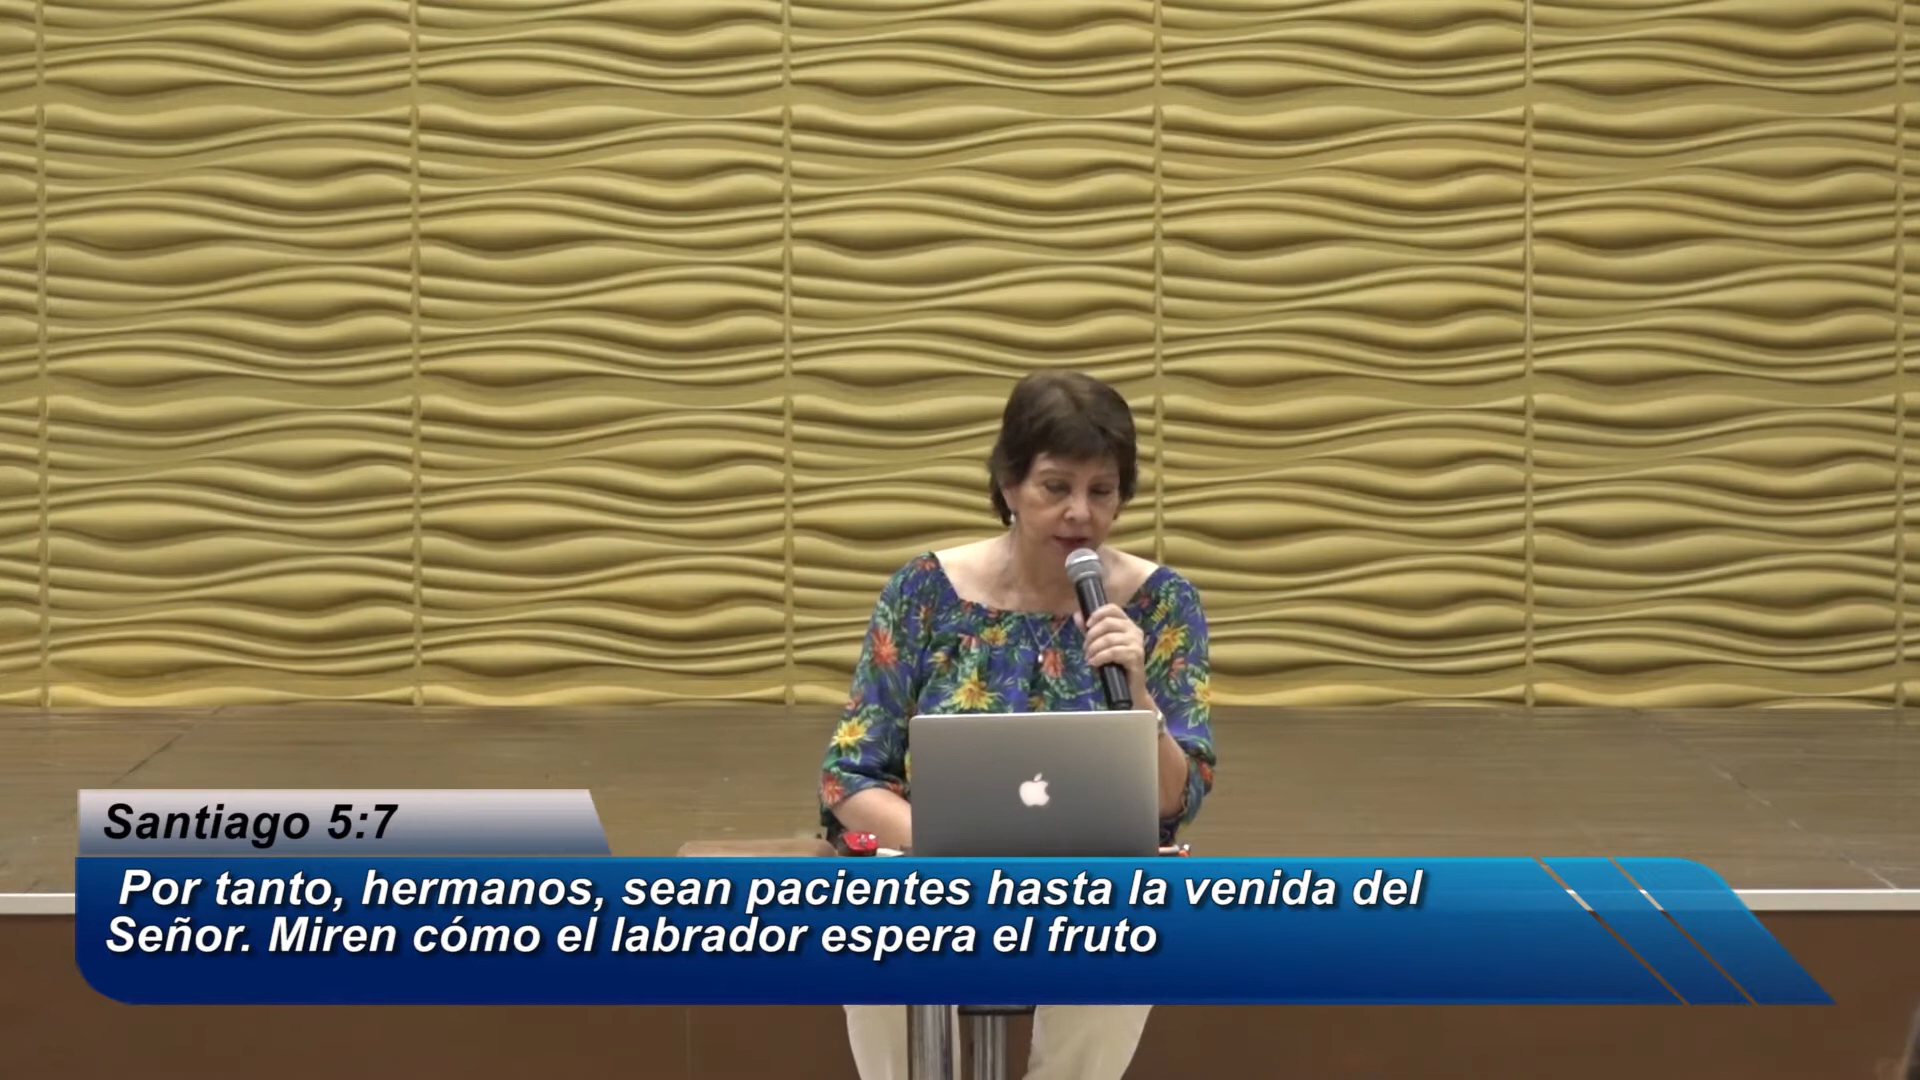 Santiago 5:7
Por tanto, hermanos, sean pacientes hasta la venida del
Señor. Miren cómo el labrador espera el fruto